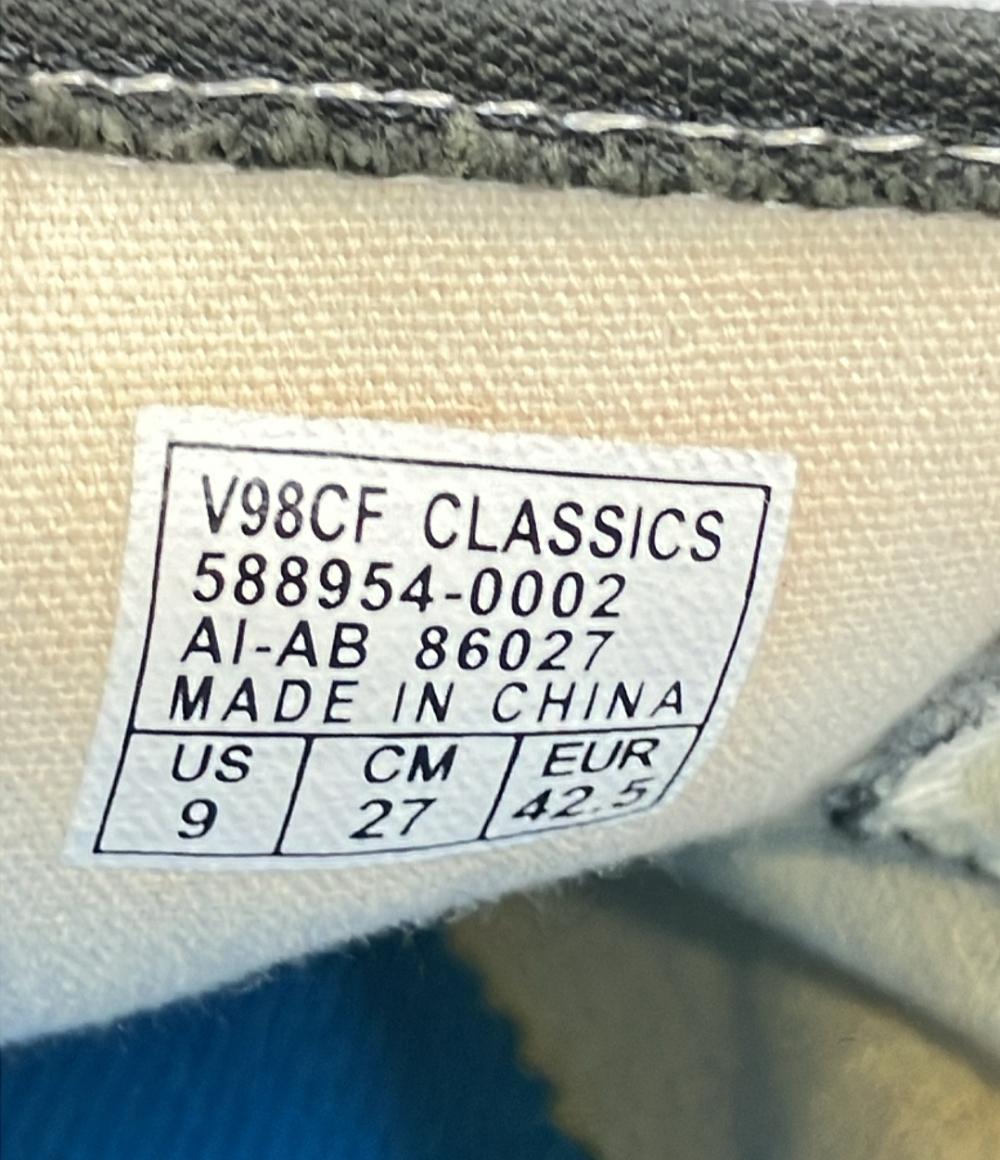 V98CF CLASSICS
588954-0002
AI-AB 86027
MADE IN CHINA
US CM EUR
9 27 42.5